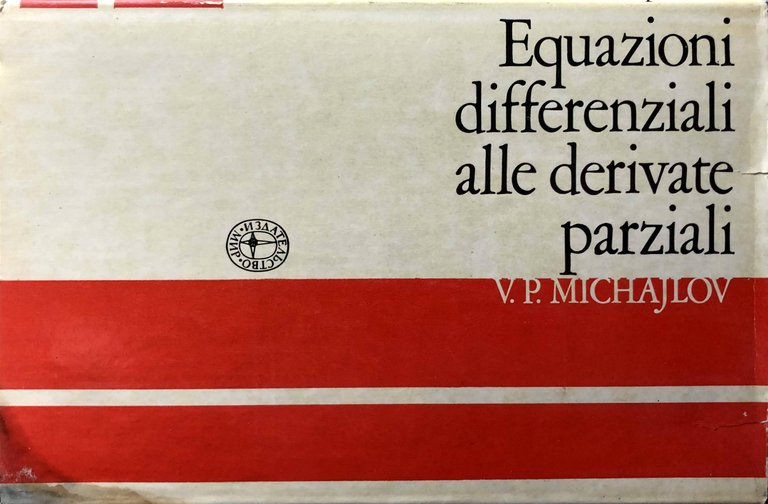 Equazioni
differenziali
alle derivate
parziali
V. P. MICHAJLOV
ИЗДАТЕЛЬСТВО • МИР •